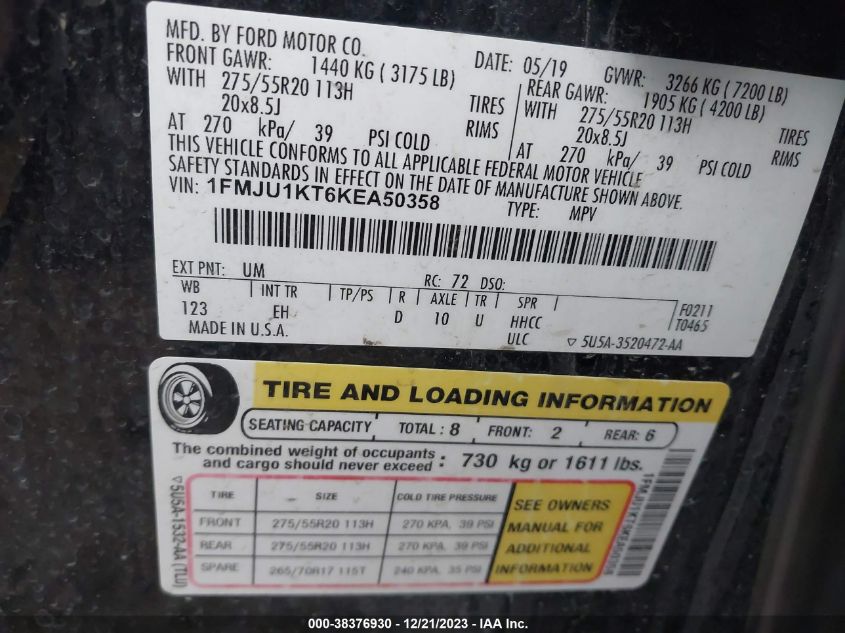 MFD. BY FORD MOTOR CO.
DATE: 05/19 GVWR: 3266 KG ( 7200 LB)
FRONT GAWR: 1440 KG ( 3175 LB) REAR GAWR: 1905 KG ( 4200 LB)
WITH 275/55R20 113H TIRES WITH 275/55R20 113H TIRES
20x8.5J RIMS 20x8.5J RIMS
AT 270 kPa/ 39 PSI COLD AT 270 kPa/ 39 PSI COLD
THIS VEHICLE CONFORMS TO ALL APPLICABLE FEDERAL MOTOR VEHICLE
SAFETY STANDARDS IN EFFECT ON THE DATE OF MANUFACTURE SHOWN ABOVE.
VIN: 1FMJU1KT6KEA50358 TYPE: MPV
EXT PNT: UM RC: 72 DSO:
WB INT TR TP/PS R AXLE TR SPR F0211
123 EH D 10 U HHCC T0465
MADE IN U.S.A. ULC ▽ 5U5A-3520472-AA
TIRE AND LOADING INFORMATION
SEATING CAPACITY TOTAL : 8 FRONT: 2 REAR: 6
The combined weight of occupants
and cargo should never exceed : 730 kg or 1611 lbs.
TIRE SIZE COLD TIRE PRESSURE
FRONT 275/55R20 113H 270 KPA, 39 PSI
REAR 275/55R20 113H 270 KPA, 39 PSI
SPARE 265/70R17 115T 240 KPA, 35 PSI
SEE OWNERS
MANUAL FOR
ADDITIONAL
INFORMATION
▽5U5A-1532-AA (TLU)
000-38376930 - 12/21/2023 - IAA Inc.